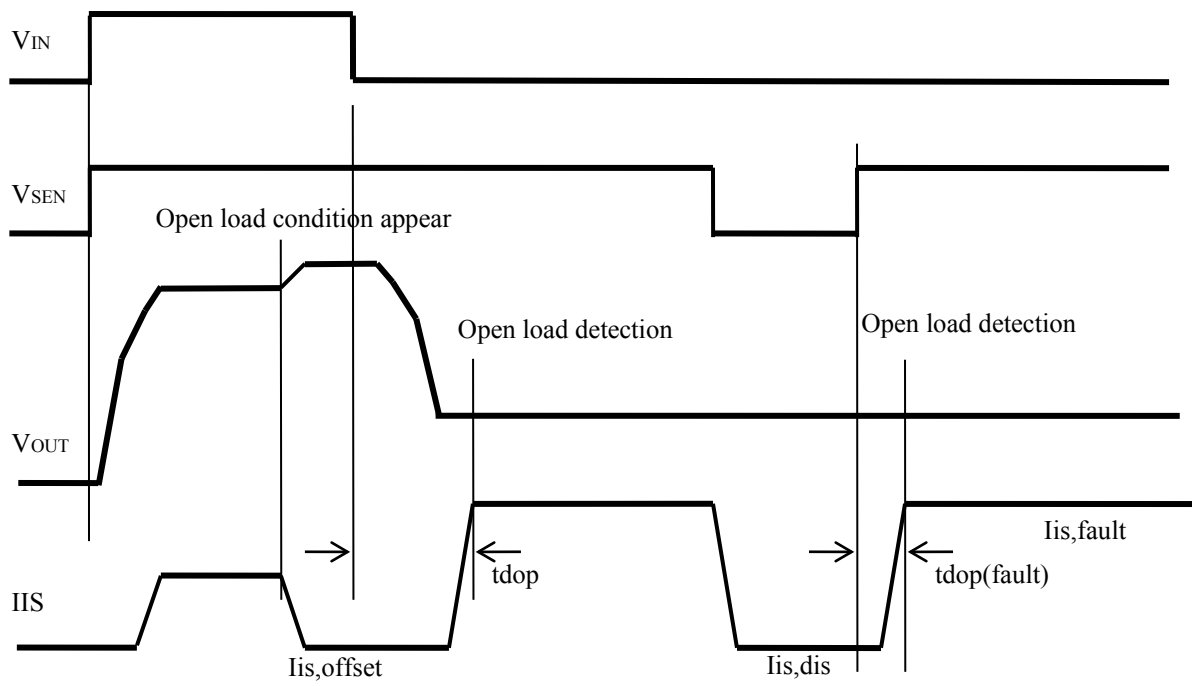 VIN
VSEN
Open load condition appear
Open load detection
Open load detection
VOUT
Iis,fault
tdop
tdop(fault)
IIS
Iis,offset
Iis,dis